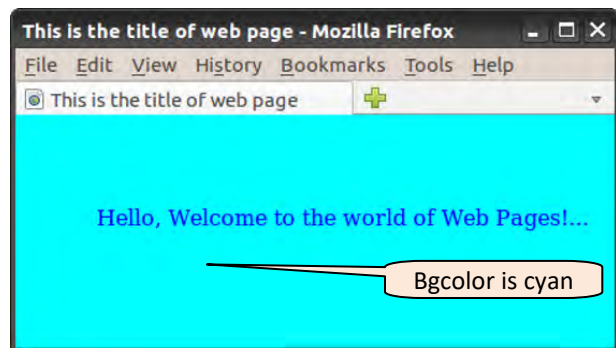 This is the title of web page - Mozilla Firefox
File Edit View History Bookmarks Tools Help
This is the title of web page
Hello, Welcome to the world of Web Pages!...
Bgcolor is cyan